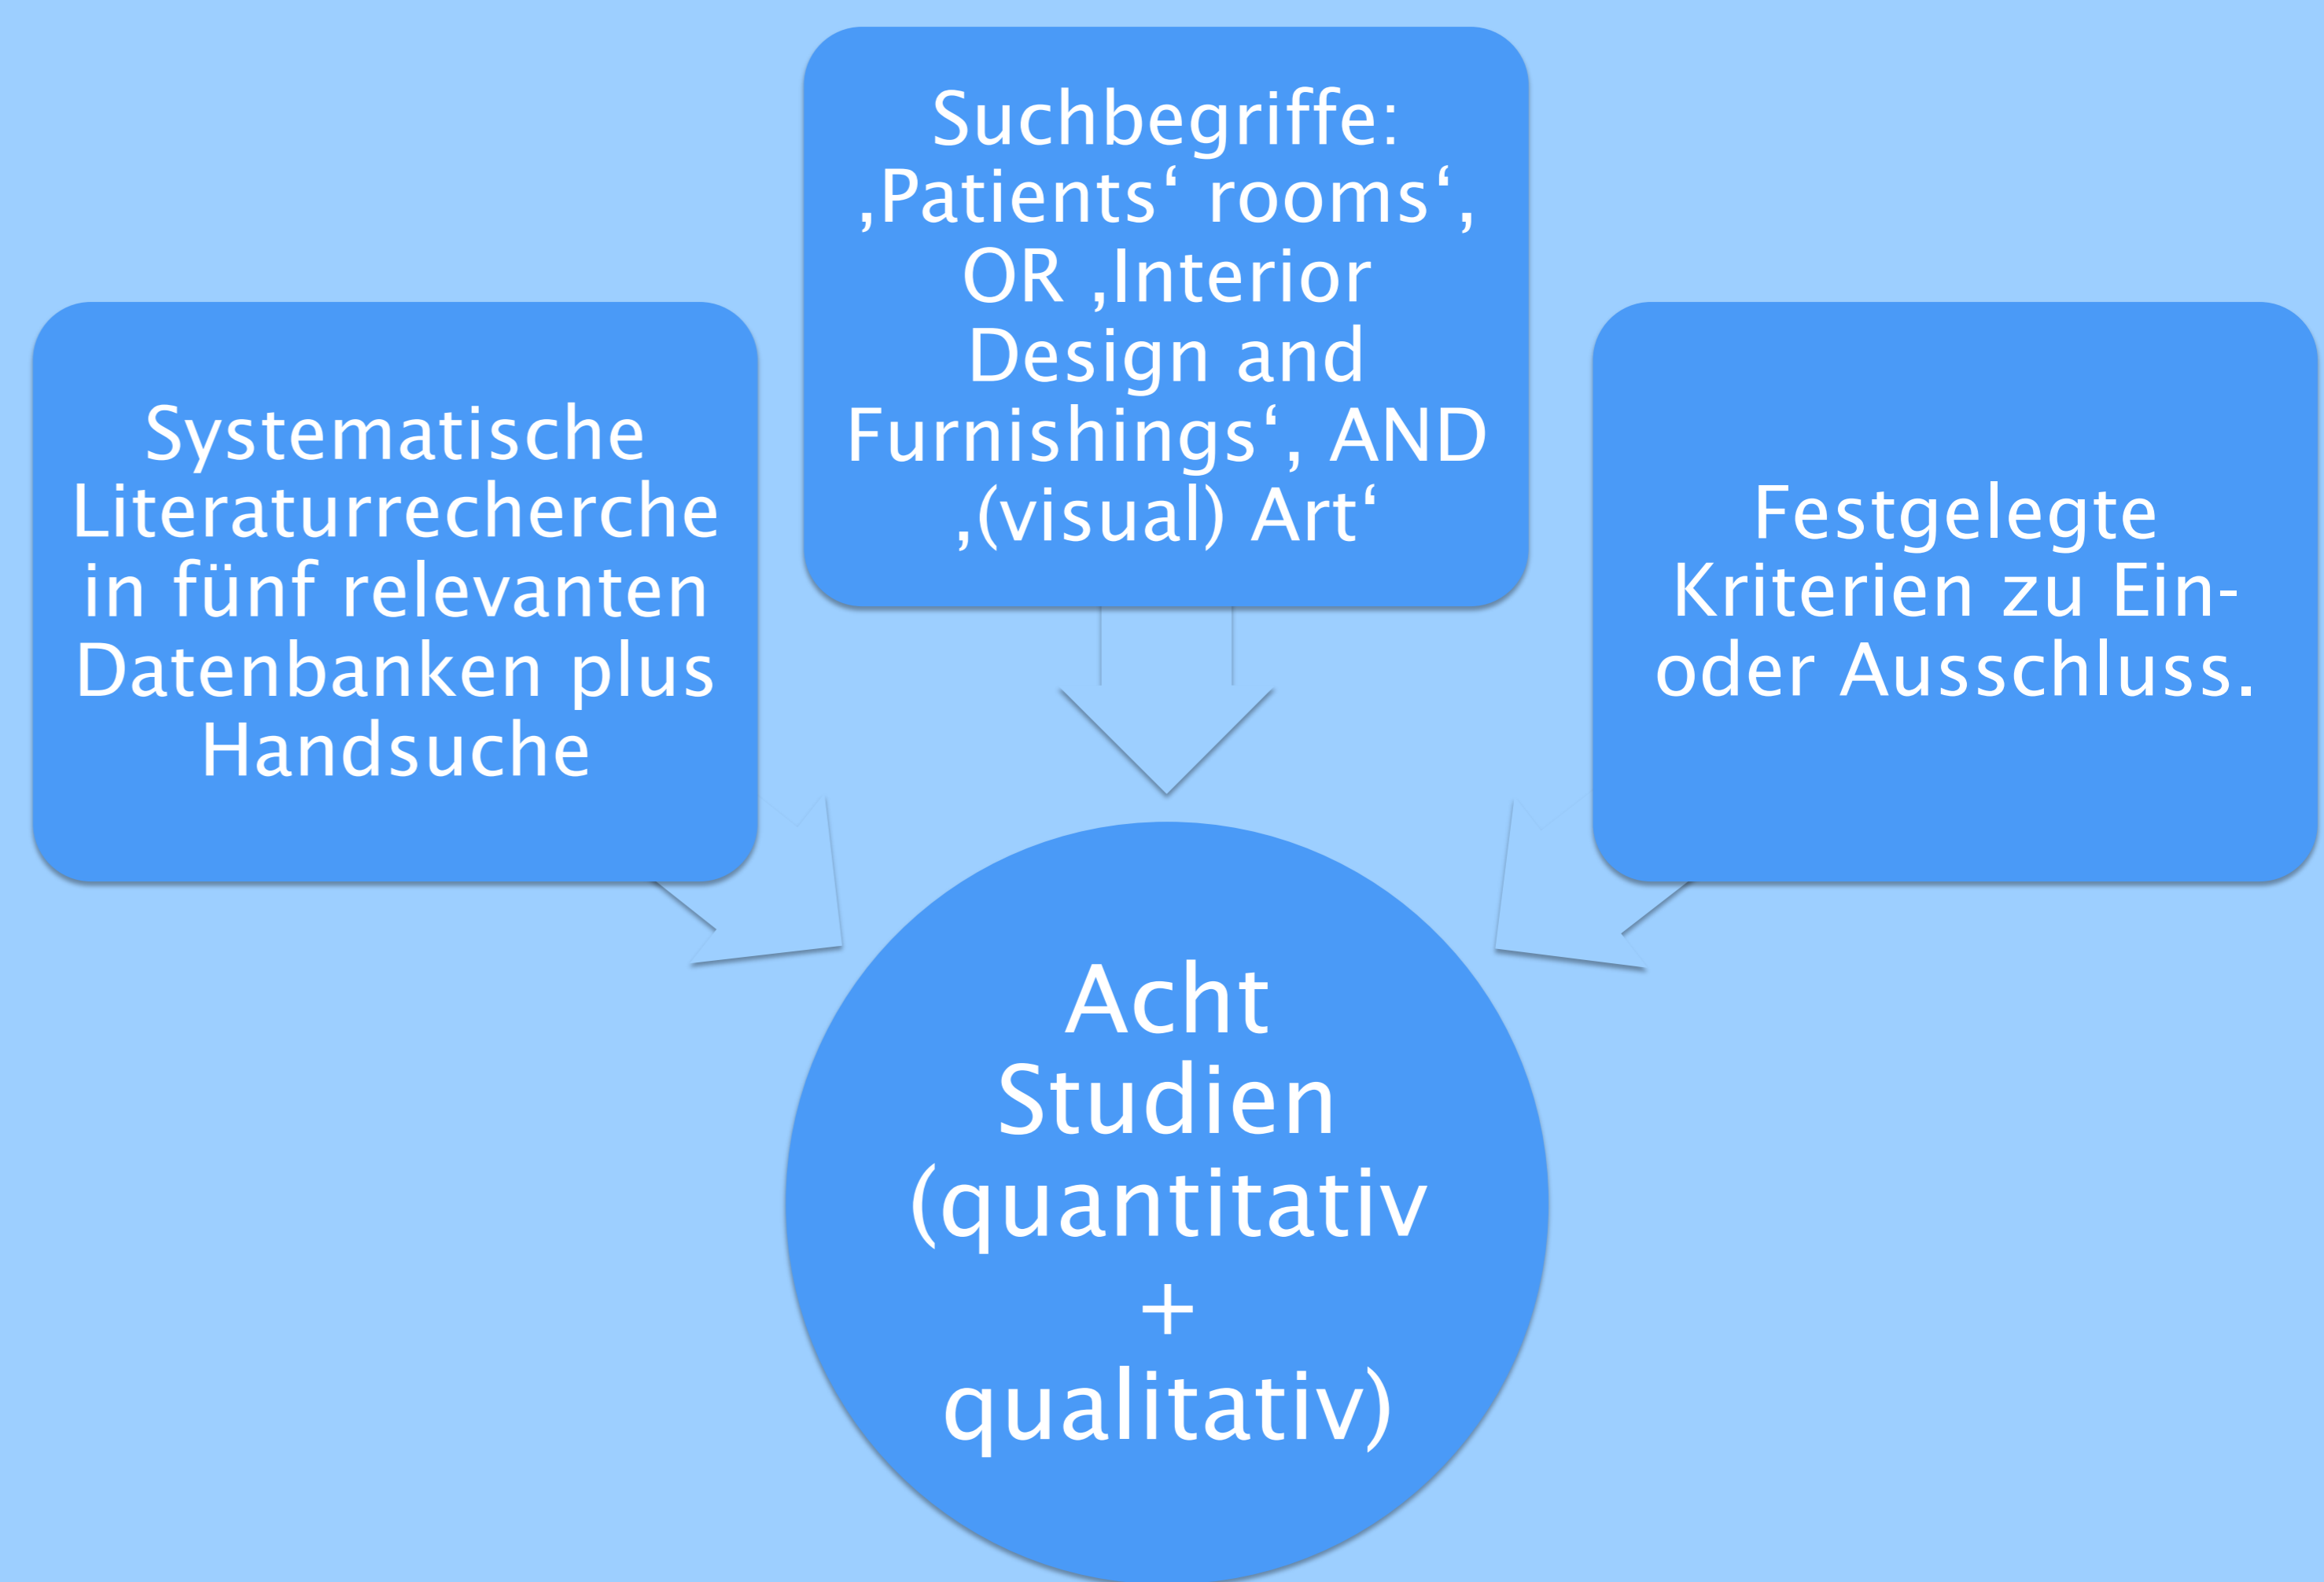 Systematische
Literaturrecherche
in fünf relevanten
Datenbanken plus
Handsuche
Suchbegriffe:
‚Patients‘ rooms‘,
OR ‚Interior
Design and
Furnishings‘, AND
‚(visual) Art‘
Festgelegte
Kriterien zu Ein-
oder Ausschluss.
Acht
Studien
(quantitativ
+
qualitativ)